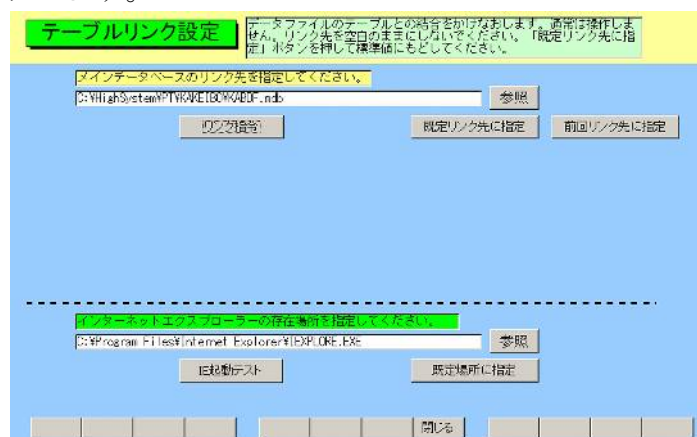 テーブルリンク設定
データファイルのテーブルとの結合をかけなおします。通常は操作しま
せん。リンク先を空白のままにしないでください。「既定リンク先に指
定」ボタンを押して標準値にもどしてください。
メインデータベースのリンク先を指定してください。
C:¥HighSystem¥PT¥KAKEIBO¥KABDF.mdb
参照
リンク接続
既定リンク先に指定
前回リンク先に指定
インターネットエクスプローラーの存在場所を指定してください。
C:¥Program Files¥Internet Explorer¥IEXPLORE.EXE
参照
IE起動テスト
既定場所に指定
閉じる